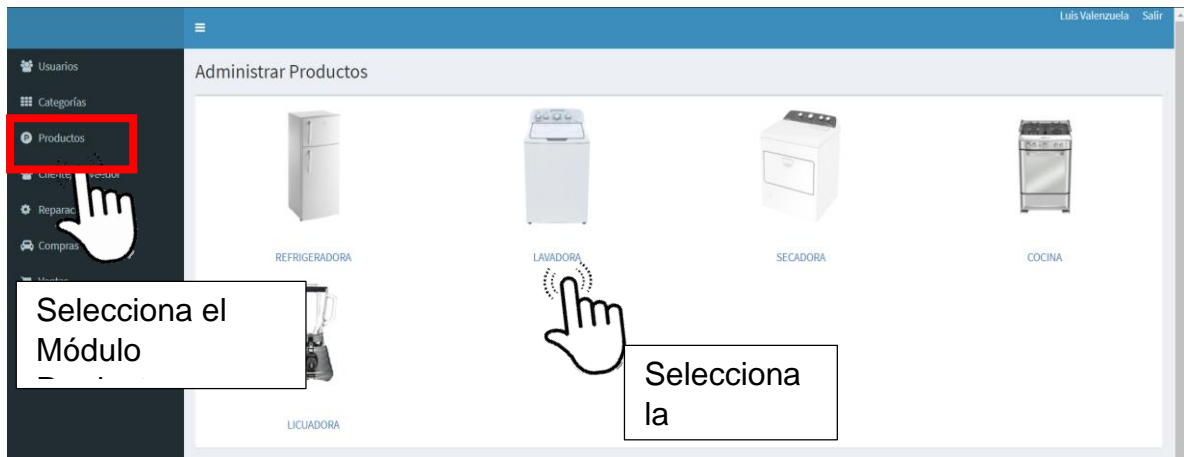 Luis Valenzuela Salir
Usuarios
Administrar Productos
Categorías
Productos
Reparac
Compras
REFRIGERADORA
LAVADORA
SECADORA
COCINA
Selecciona el
Módulo
Selecciona
la
LICUADORA